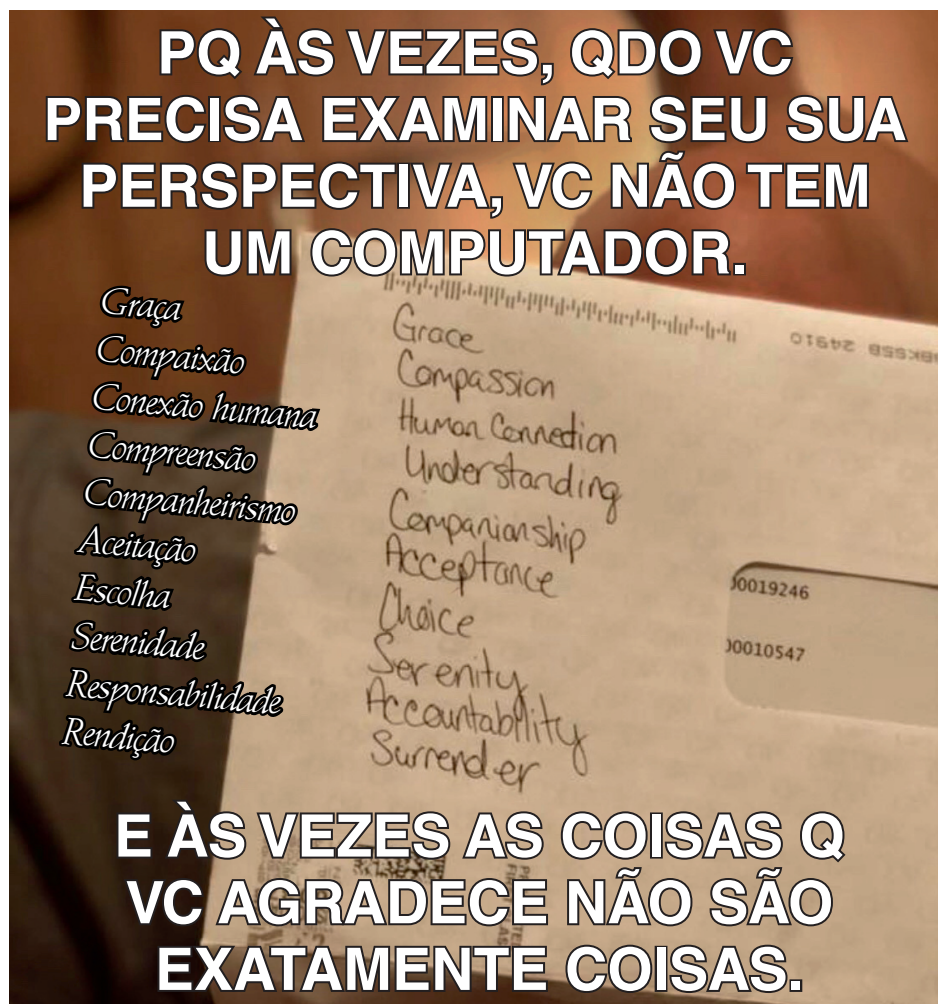 PQ ÀS VEZES, QDO VC
PRECISA EXAMINAR SEU SUA
PERSPECTIVA, VC NÃO TEM
UM COMPUTADOR.
Graça
Compaixão
Conexão humana
Compreensão
Companheirismo
Aceitação
Escolha
Serenidade
Responsabilidade
Rendição
Grace
Compassion
Human Connection
Understanding
Companionship
Acceptance
Choice
Serenity
Accountability
Surrender
24910
00019246
00010547
E ÀS VEZES AS COISAS Q
VC AGRADECE NÃO SÃO
EXATAMENTE COISAS.